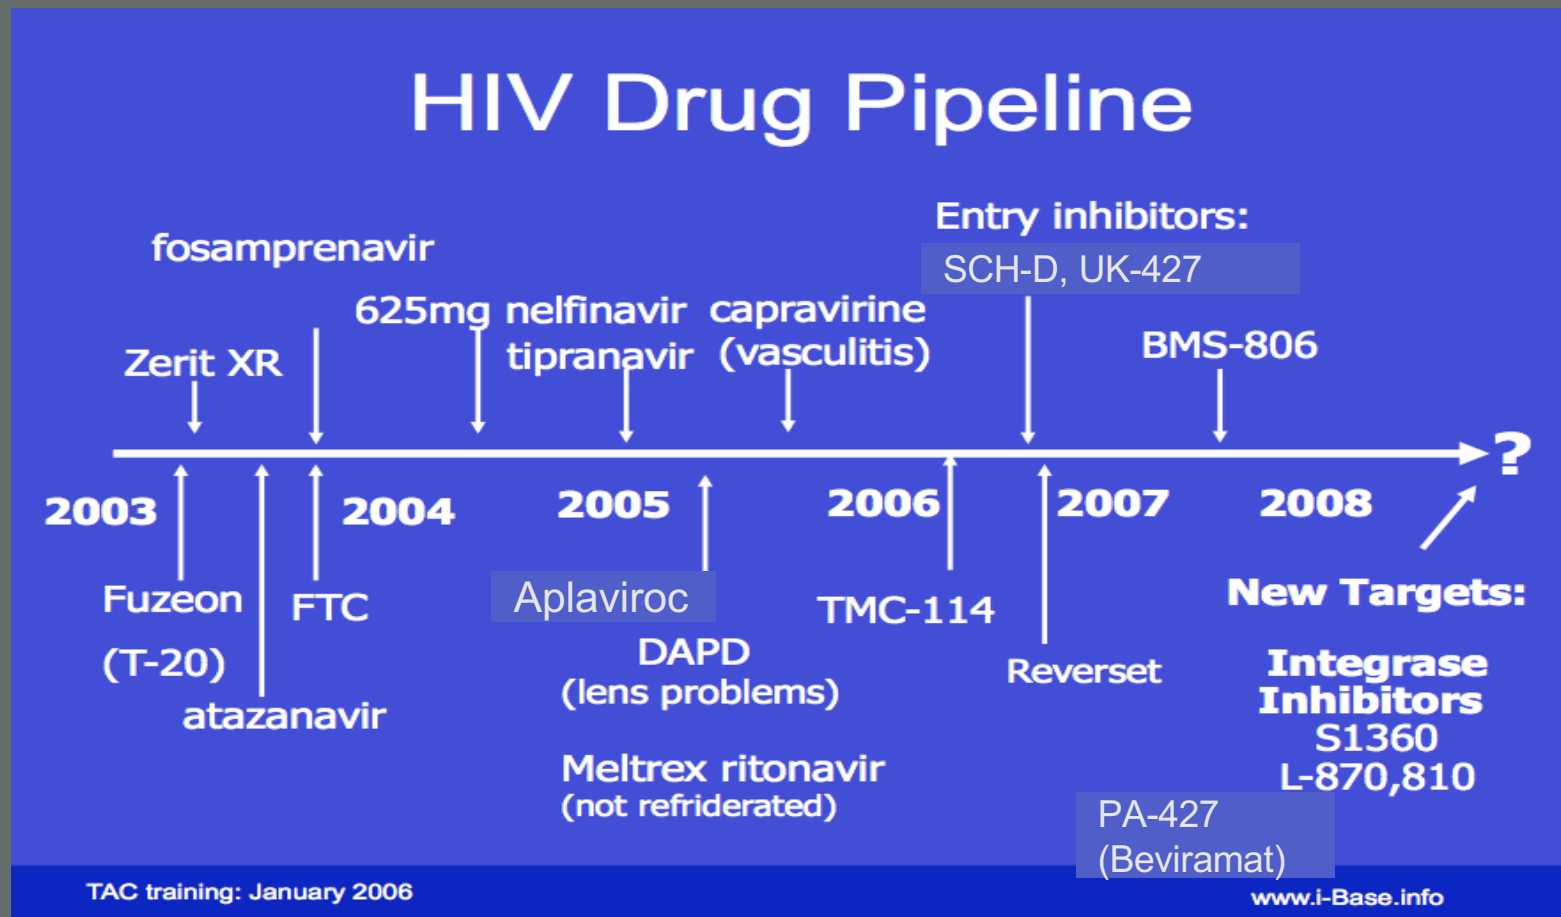 HIV Drug Pipeline
Entry inhibitors:
SCH-D, UK-427
fosamprenavir
625mg nelfinavir
tipranavir
capravirine
(vasculitis)
Zerit XR
BMS-806
?
2003
2004
2005
2006
2007
2008
Fuzeon
(T-20)
FTC
atazanavir
Aplaviroc
DAPD
(lens problems)
Meltrex ritonavir
(not refriderated)
TMC-114
Reverset
New Targets:
Integrase
Inhibitors
S1360
L-870,810
PA-427
(Beviramat)
TAC training: January 2006
www.i-Base.info